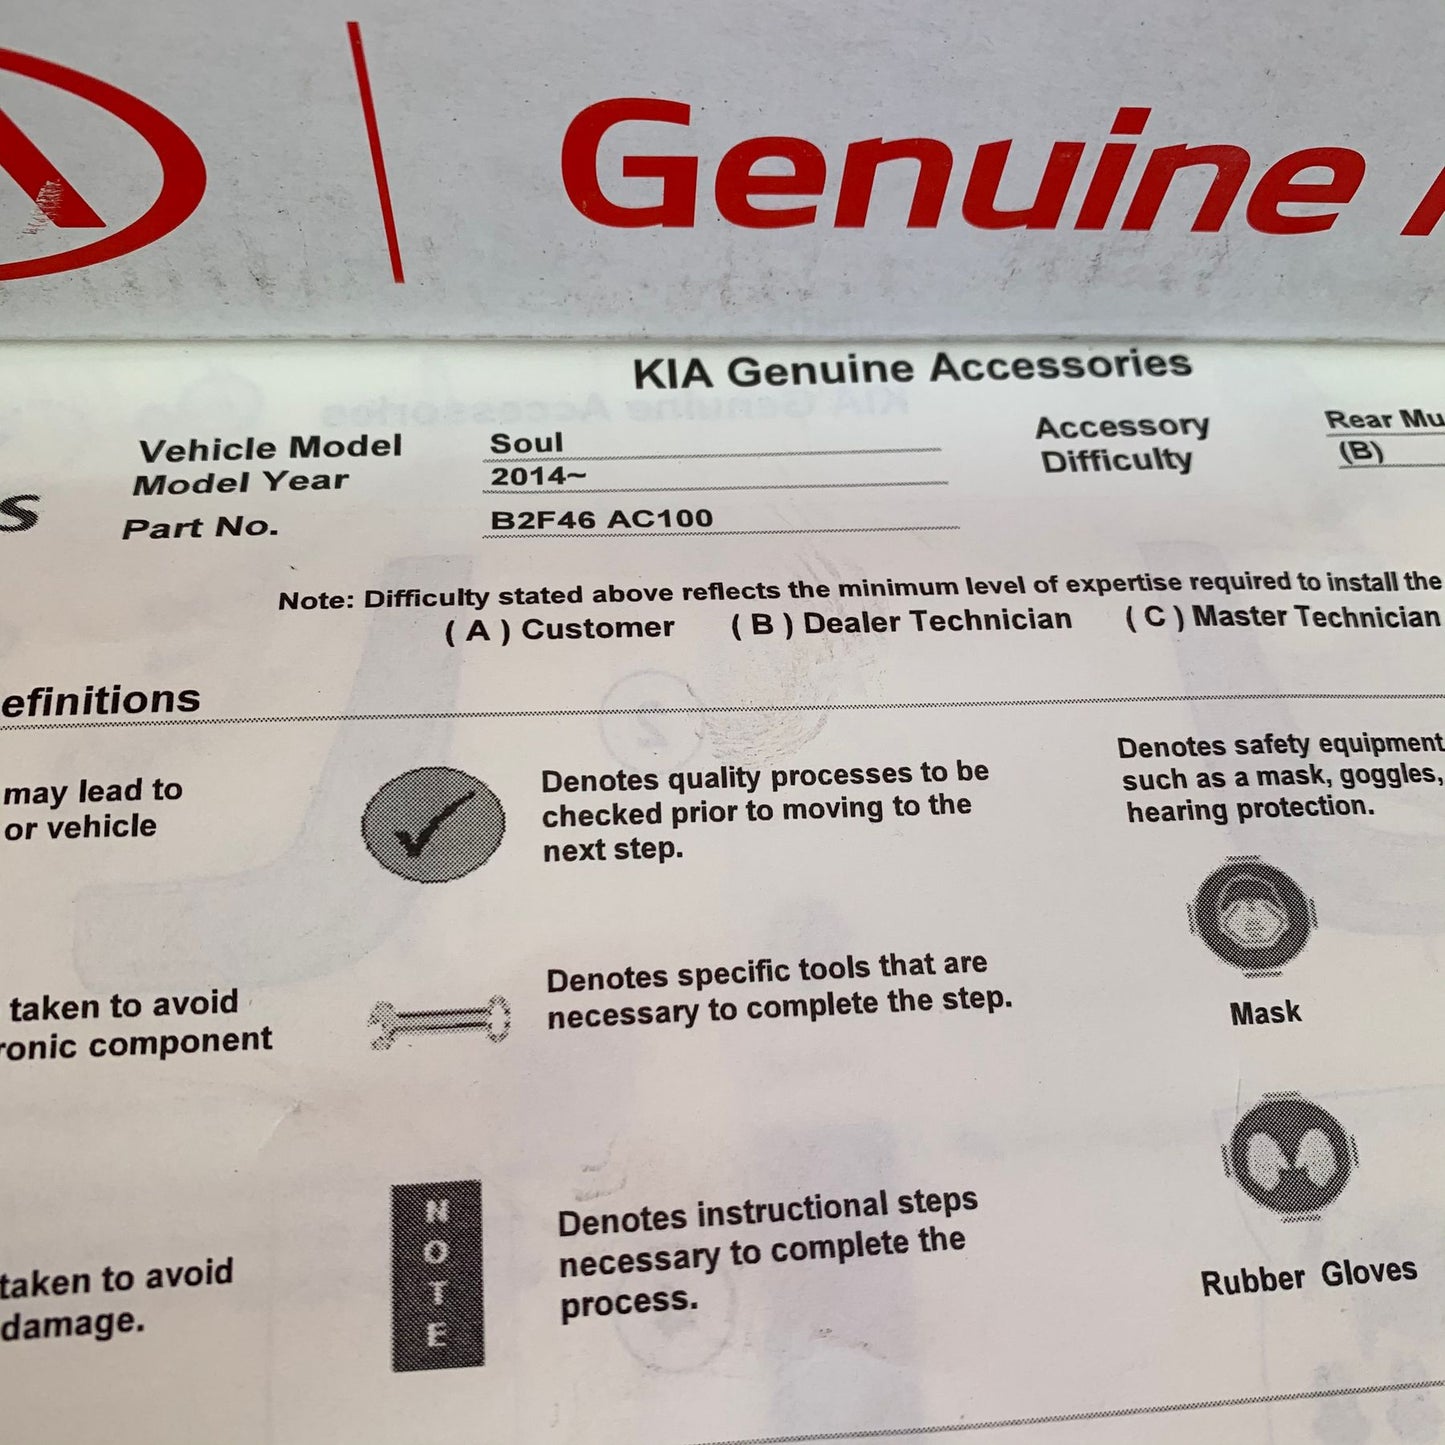 Genuine
KIA Genuine Accessories
Vehicle Model Soul
Model Year 2014~
Part No. B2F46 AC100
Accessory Rear Mu
Difficulty (B)
s
Note: Difficulty stated above reflects the minimum level of expertise required to install the
( A ) Customer ( B ) Dealer Technician ( C ) Master Technician
efinitions
may lead to
or vehicle
Denotes quality processes to be
checked prior to moving to the
next step.
Denotes safety equipment
such as a mask, goggles,
hearing protection.
Mask
taken to avoid
ronic component
Denotes specific tools that are
necessary to complete the step.
Rubber Gloves
taken to avoid
damage.
NOTE
Denotes instructional steps
necessary to complete the
process.